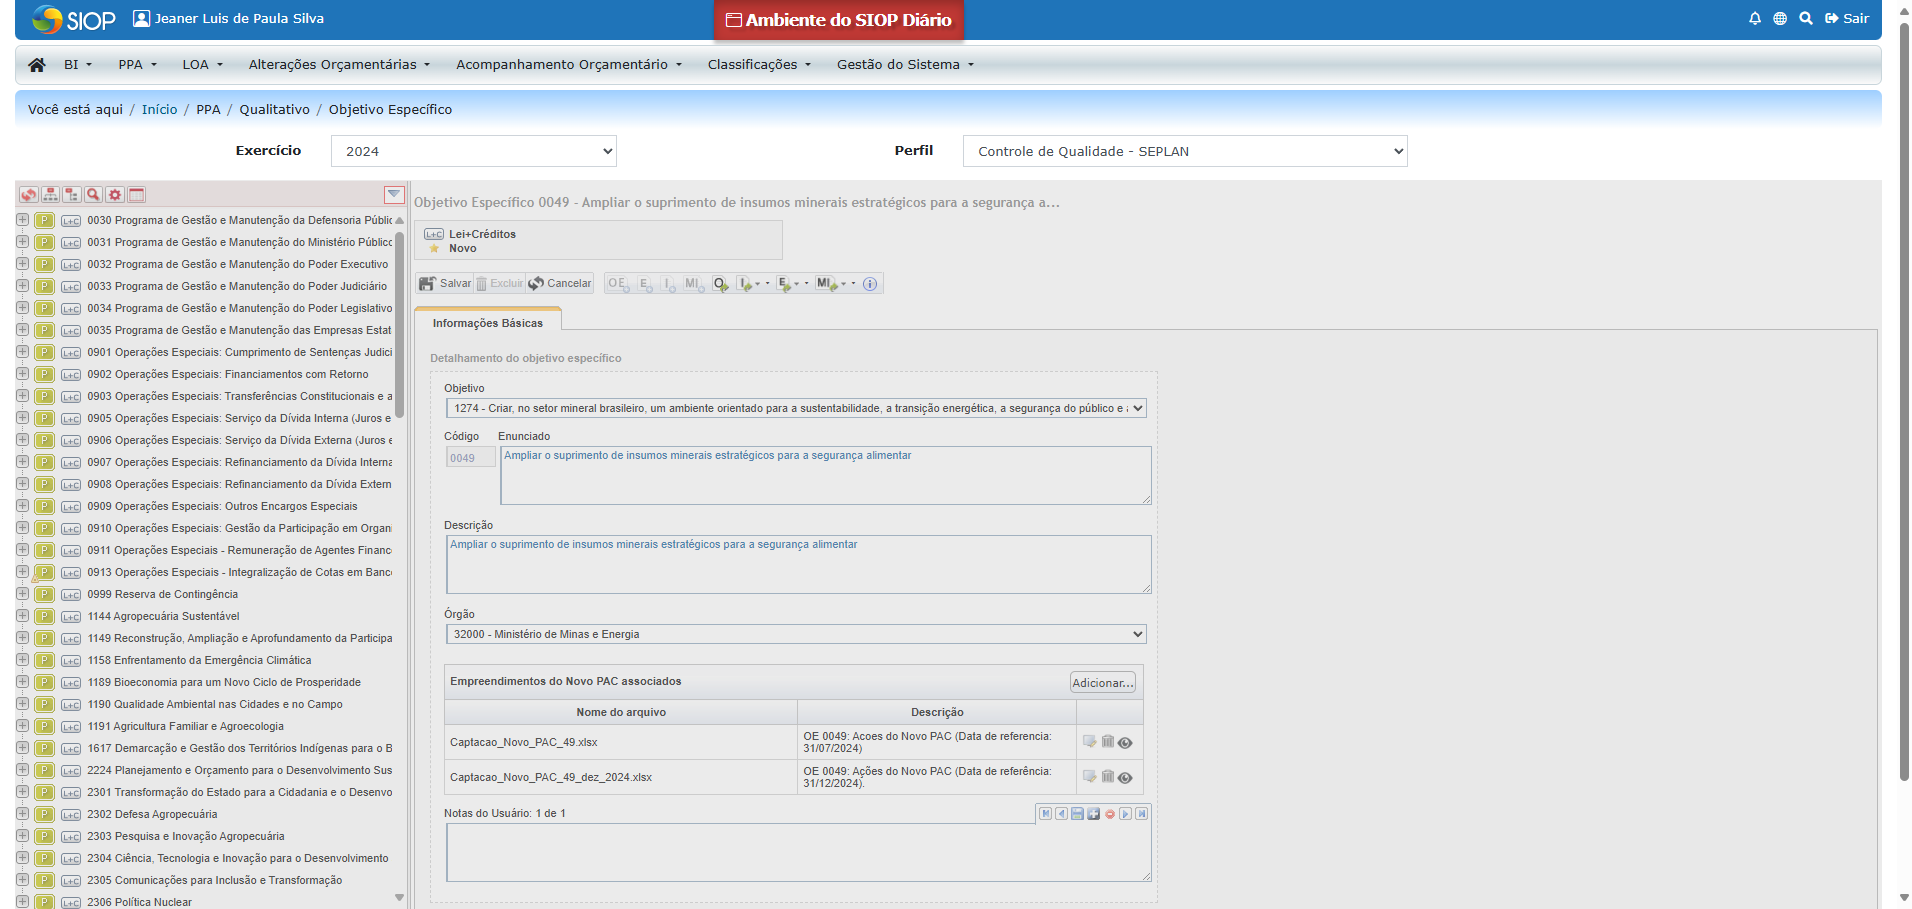 SIOP
Jeaner Luis de Paula Silva
Ambiente do SIOP Diário
Sair
BI
PPA
LOA
Alterações Orçamentárias
Acompanhamento Orçamentário
Classificações
Gestão do Sistema
Você está aqui / Início / PPA / Qualitativo / Objetivo Específico
Exercício
2024
Perfil
Controle de Qualidade - SEPLAN
P L+C 0030 Programa de Gestão e Manutenção da Defensoria Públic
P L+C 0031 Programa de Gestão e Manutenção do Ministério Público
P L+C 0032 Programa de Gestão e Manutenção do Poder Executivo
P L+C 0033 Programa de Gestão e Manutenção do Poder Judiciário
P L+C 0034 Programa de Gestão e Manutenção do Poder Legislativo
P L+C 0035 Programa de Gestão e Manutenção das Empresas Estat
P L+C 0901 Operações Especiais: Cumprimento de Sentenças Judici
P L+C 0902 Operações Especiais: Financiamentos com Retorno
P L+C 0903 Operações Especiais: Transferências Constitucionais e a
P L+C 0905 Operações Especiais: Serviço da Dívida Interna (Juros e
P L+C 0906 Operações Especiais: Serviço da Dívida Externa (Juros e
P L+C 0907 Operações Especiais: Refinanciamento da Dívida Interna
P L+C 0908 Operações Especiais: Refinanciamento da Dívida Extern
P L+C 0909 Operações Especiais: Outros Encargos Especiais
P L+C 0910 Operações Especiais: Gestão da Participação em Organi
P L+C 0911 Operações Especiais - Remuneração de Agentes Finance
P L+C 0913 Operações Especiais - Integralização de Cotas em Banc
P L+C 0999 Reserva de Contingência
P L+C 1144 Agropecuária Sustentável
P L+C 1149 Reconstrução, Ampliação e Aprofundamento da Participa
P L+C 1158 Enfrentamento da Emergência Climática
P L+C 1189 Bioeconomia para um Novo Ciclo de Prosperidade
P L+C 1190 Qualidade Ambiental nas Cidades e no Campo
P L+C 1191 Agricultura Familiar e Agroecologia
P L+C 1617 Demarcação e Gestão dos Territórios Indígenas para o B
P L+C 2224 Planejamento e Orçamento para o Desenvolvimento Sus
P L+C 2301 Transformação do Estado para a Cidadania e o Desenvo
P L+C 2302 Defesa Agropecuária
P L+C 2303 Pesquisa e Inovação Agropecuária
P L+C 2304 Ciência, Tecnologia e Inovação para o Desenvolvimento
P L+C 2305 Comunicações para Inclusão e Transformação
P L+C 2306 Política Nuclear
Objetivo Específico 0049 - Ampliar o suprimento de insumos minerais estratégicos para a segurança a...
L+C Lei+Créditos
Novo
Salvar Excluir Cancelar OE E I MI O I E MI i
Informações Básicas
Detalhamento do objetivo específico
Objetivo
1274 - Criar, no setor mineral brasileiro, um ambiente orientado para a sustentabilidade, a transição energética, a segurança do público e
Código Enunciado
0049
Ampliar o suprimento de insumos minerais estratégicos para a segurança alimentar
Descrição
Ampliar o suprimento de insumos minerais estratégicos para a segurança alimentar
Órgão
32000 - Ministério de Minas e Energia
Empreendimentos do Novo PAC associados
Adicionar...
Nome do arquivo Descrição
Captacao_Novo_PAC_49.xlsx
OE 0049: Acoes do Novo PAC (Data de referencia:
31/07/2024)
Captacao_Novo_PAC_49_dez_2024.xlsx
OE 0049: Ações do Novo PAC (Data de referência:
31/12/2024).
Notas do Usuário: 1 de 1